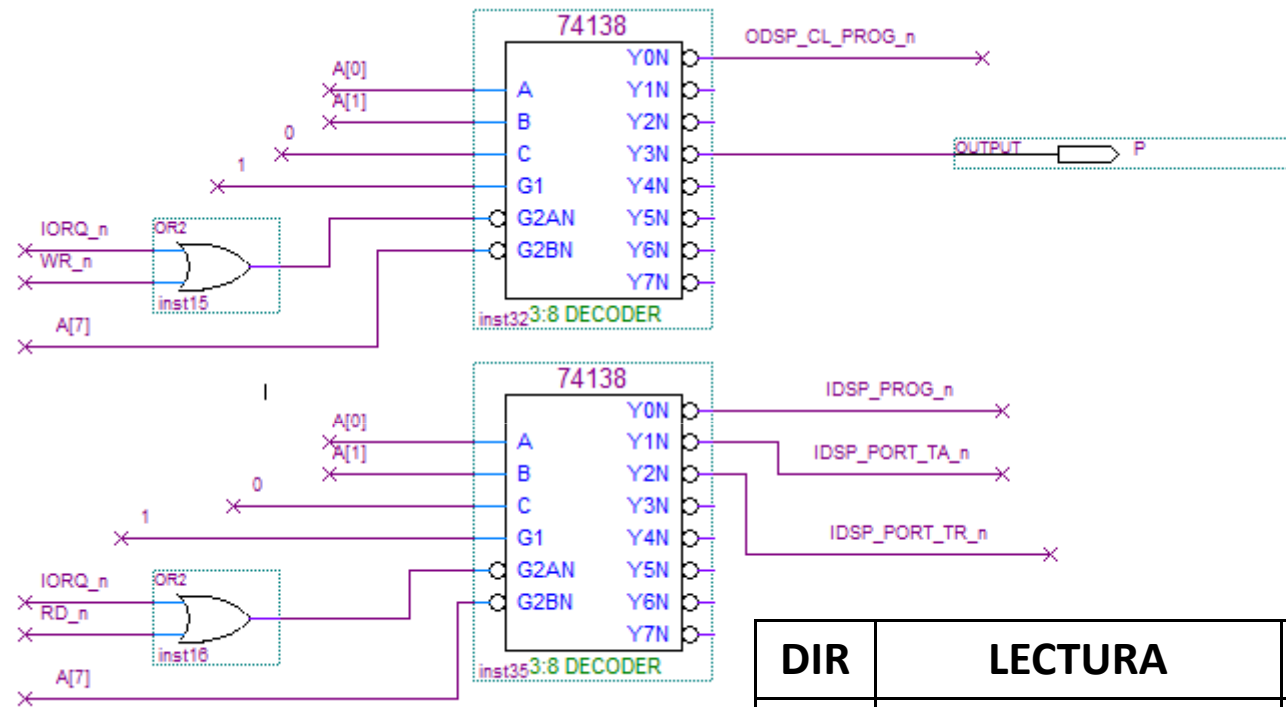 74138
ODSP_CL_PROG_n
Y0N
A[0]
A Y1N
A[1]
B Y2N
0
C Y3N
OUTPUT P
1
G1 Y4N
IORQ_n
OR2
G2AN Y5N
WR_n
G2BN Y6N
Y7N
inst15
inst32 3:8 DECODER
A[7]
74138
IDSP_PROG_n
Y0N
A[0]
A Y1N
A[1]
IDSP_PORT_TA_n
B Y2N
0
C Y3N
1
G1 Y4N
IDSP_PORT_TR_n
IORQ_n
OR2
G2AN Y5N
RD_n
G2BN Y6N
Y7N
inst16
inst35 3:8 DECODER
A[7]
DIR LECTURA